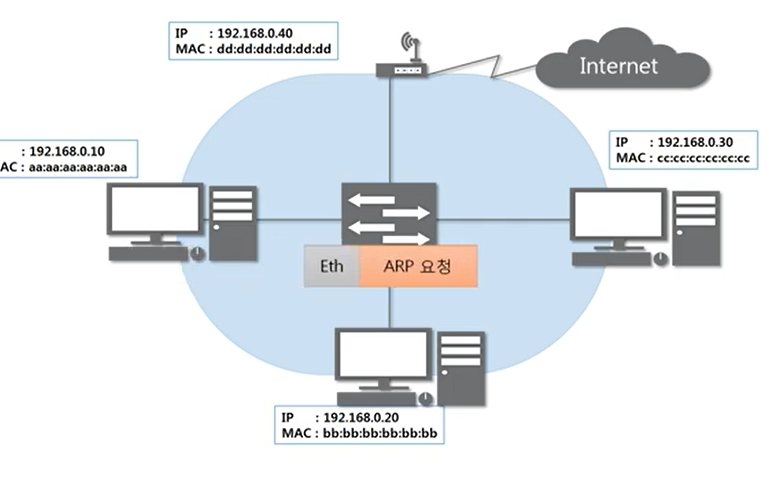 IP : 192.168.0.40
MAC : dd:dd:dd:dd:dd:dd
Internet
: 192.168.0.10
AC : aa:aa:aa:aa:aa:aa
IP : 192.168.0.30
MAC : cc:cc:cc:cc:cc:cc
Eth ARP 요청
IP : 192.168.0.20
MAC : bb:bb:bb:bb:bb:bb